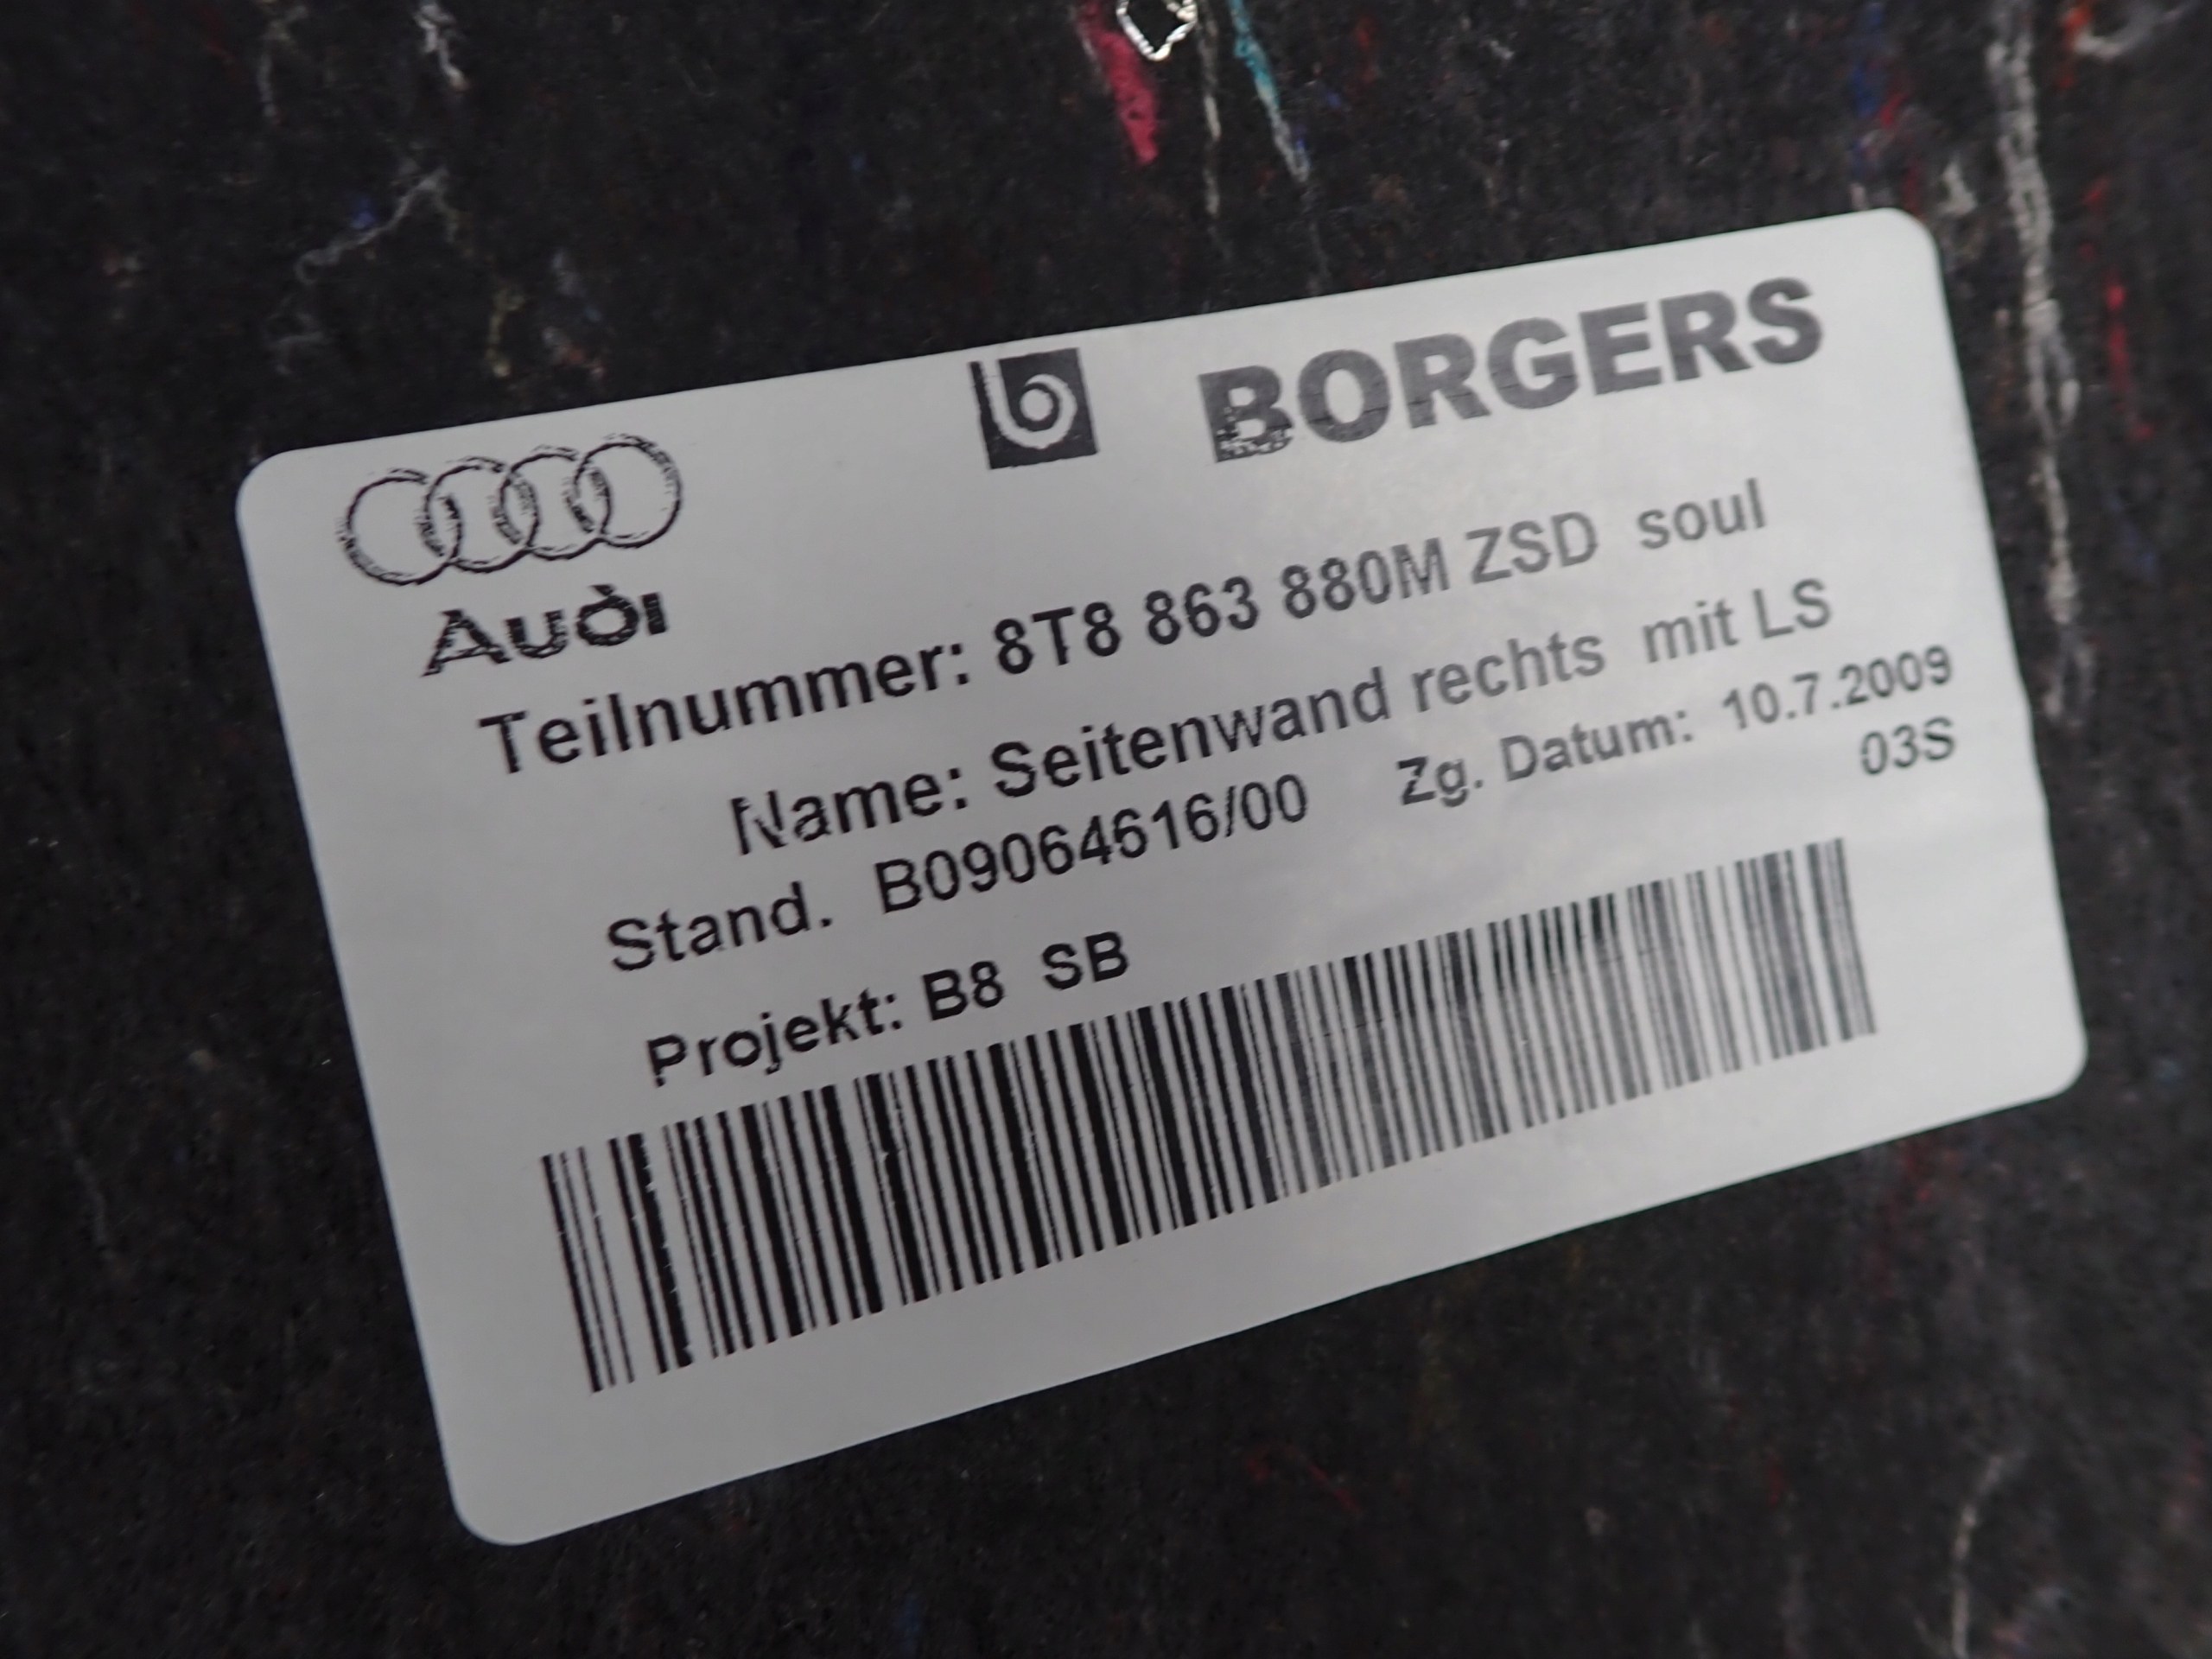 BORGERS
Audi
Teilnummer: 8T8 863 880M ZSD soul
Name: Seitenwand rechts mit LS
Stand. B09064616/00 Zg. Datum: 10.7.2009
03S
Projekt: B8 SB